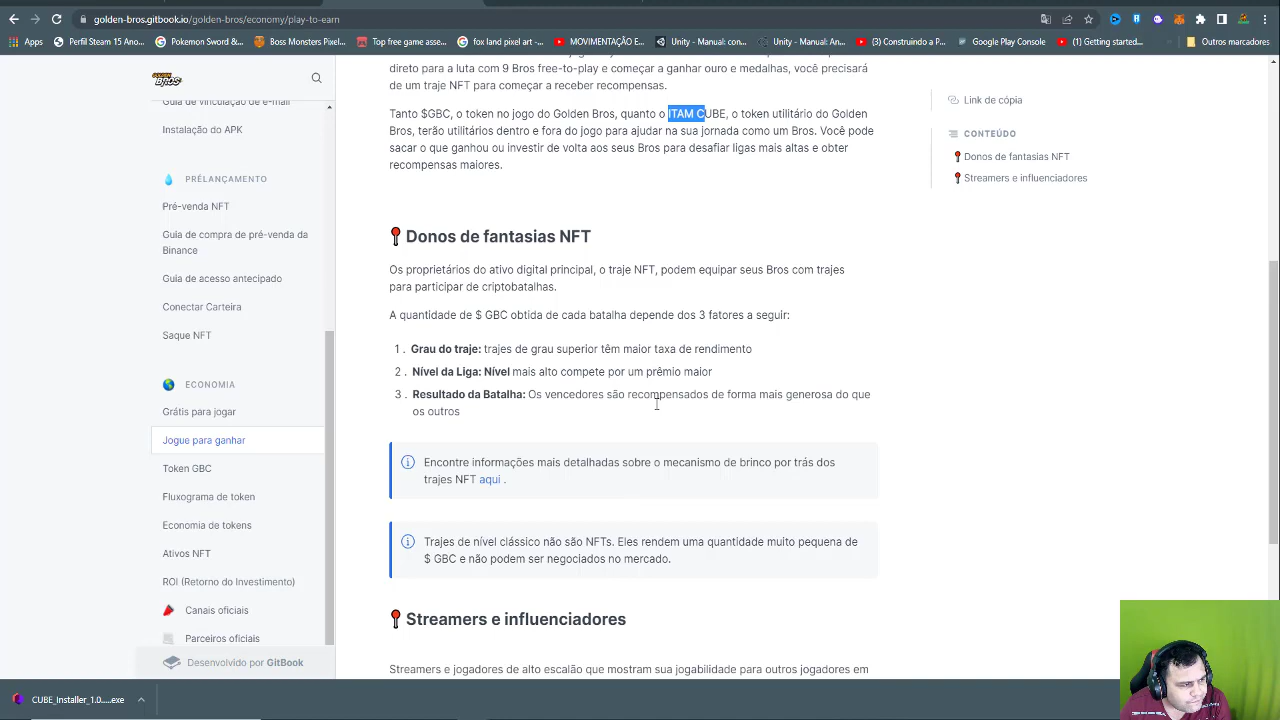 golden-bros.gitbook.io/golden-bros/economy/play-to-earn
Apps
Perfil Steam 15 Ano...
Pokemon Sword &...
Boss Monsters Pixel...
Top free game asse...
fox land pixel art -...
MOVIMENTAÇÃO E...
Unity - Manual: con...
Unity - Manual: An...
(3) Construindo a P...
Google Play Console
(1) Getting started...
Outros marcadores
GOLDEN
BROS
Guia de vinculação de e-mail
Instalação do APK
PRÉLANÇAMENTO
Pré-venda NFT
Guia de compra de pré-venda da
Binance
Guia de acesso antecipado
Conectar Carteira
Saque NFT
ECONOMIA
Grátis para jogar
Jogue para ganhar
Token GBC
Fluxograma de token
Economia de tokens
Ativos NFT
ROI (Retorno do Investimento)
Canais oficiais
Parceiros oficiais
Desenvolvido por GitBook
direto para a luta com 9 Bros free-to-play e começar a ganhar ouro e medalhas, você precisará
de um traje NFT para começar a receber recompensas.
Tanto $GBC, o token no jogo do Golden Bros, quanto o ITAM CUBE, o token utilitário do Golden
Bros, terão utilitários dentro e fora do jogo para ajudar na sua jornada como um Bros. Você pode
sacar o que ganhou ou investir de volta aos seus Bros para desafiar ligas mais altas e obter
recompensas maiores.
Donos de fantasias NFT
Os proprietários do ativo digital principal, o traje NFT, podem equipar seus Bros com trajes
para participar de criptobatalhas.
A quantidade de $ GBC obtida de cada batalha depende dos 3 fatores a seguir:
1. Grau do traje: trajes de grau superior têm maior taxa de rendimento
2. Nível da Liga: Nível mais alto compete por um prêmio maior
3. Resultado da Batalha: Os vencedores são recompensados de forma mais generosa do que
os outros
Encontre informações mais detalhadas sobre o mecanismo de brinco por trás dos
trajes NFT aqui .
Trajes de nível clássico não são NFTs. Eles rendem uma quantidade muito pequena de
$ GBC e não podem ser negociados no mercado.
Streamers e influenciadores
Streamers e jogadores de alto escalão que mostram sua jogabilidade para outros jogadores em
Link de cópia
CONTEÚDO
Donos de fantasias NFT
Streamers e influenciadores
CUBE_Installer_1.0.....exe